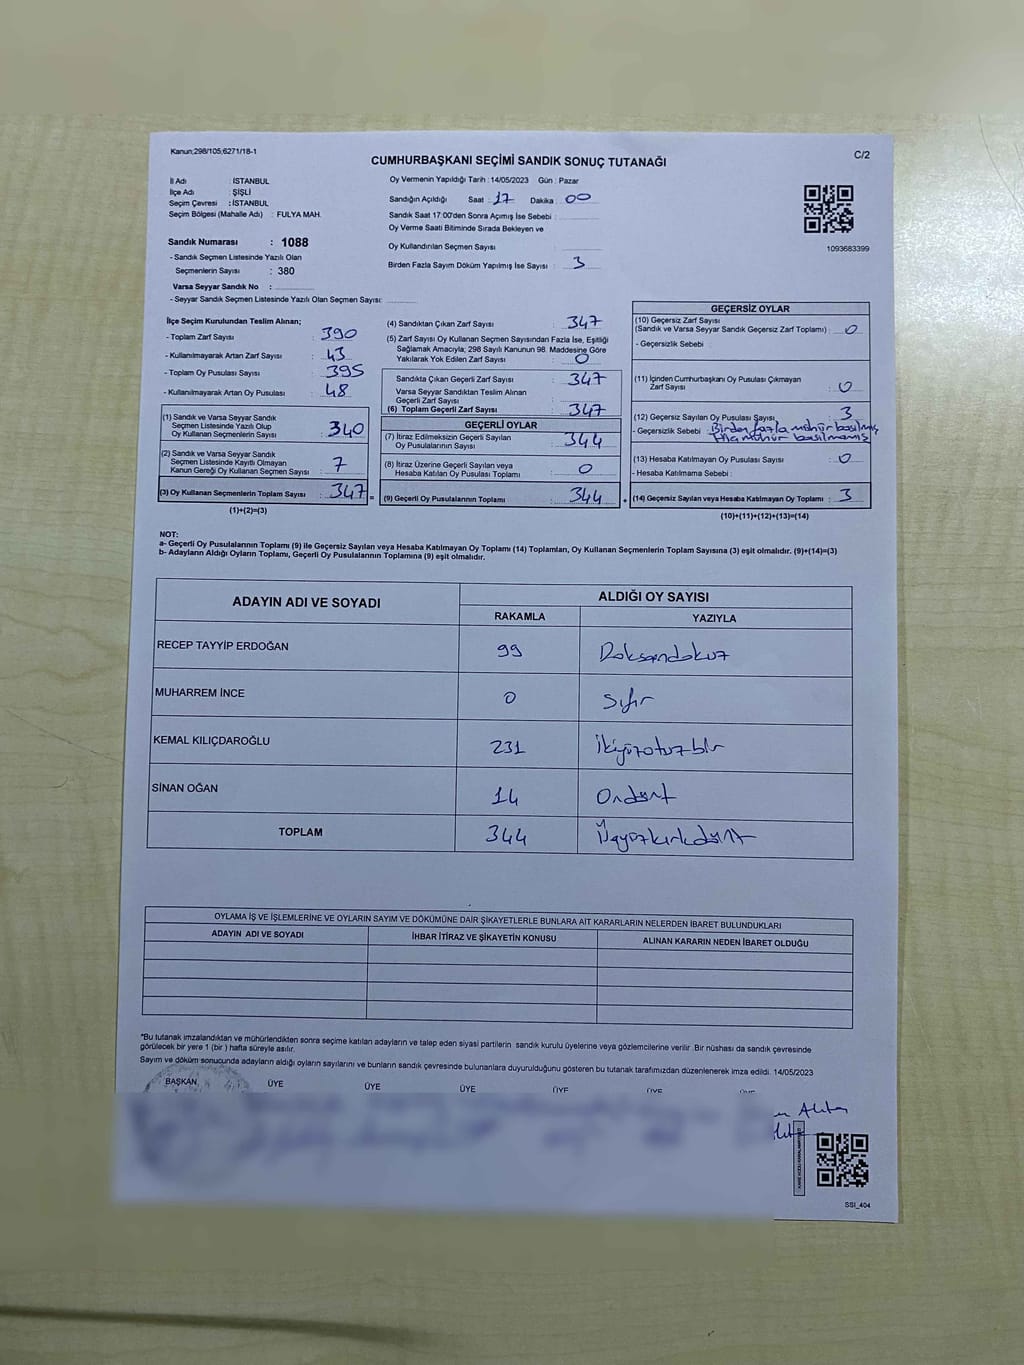 Kanun;298/105;6271/18-1
C/2
CUMHURBAŞKANI SEÇİMİ SANDIK SONUÇ TUTANAĞI
İl Adı : İSTANBUL
İlçe Adı : ŞİŞLİ
Seçim Çevresi : İSTANBUL
Seçim Bölgesi (Mahalle Adı) : FULYA MAH.
Sandık Numarası : 1088
- Sandık Seçmen Listesinde Yazılı Olan
Seçmenlerin Sayısı : 380
Varsa Seyyar Sandık No :
- Seyyar Sandık Seçmen Listesinde Yazılı Olan Seçmen Sayısı:
Oy Vermenin Yapıldığı Tarih : 14/05/2023 Gün : Pazar
Sandığın Açıldığı Saat : 17 Dakika : 00
Sandık Saat 17:00'den Sonra Açımış İse Sebebi :
Oy Verme Saati Bitiminde Sırada Bekleyen ve
Oy Kullandırılan Seçmen Sayısı :
Birden Fazla Sayım Döküm Yapılmış İse Sayısı : 3
1093683399
İlçe Seçim Kurulundan Teslim Alınan;
- Toplam Zarf Sayısı : 390
- Kullanılmayarak Artan Zarf Sayısı : 43
- Toplam Oy Pusulası Sayısı : 395
- Kullanılmayarak Artan Oy Pusulası : 48
(1) Sandık ve Varsa Seyyar Sandık
Seçmen Listesinde Yazılı Olup
Oy Kullanan Seçmenlerin Sayısı : 340
(2) Sandık ve Varsa Seyyar Sandık
Seçmen Listesinde Kayıtlı Olmayan
Kanun Gereği Oy Kullanan Seçmen Sayısı : 7
(3) Oy Kullanan Seçmenlerin Toplam Sayısı : 347 =
(1)+(2)=(3)
(4) Sandıktan Çıkan Zarf Sayısı : 347
(5) Zarf Sayısı Oy Kullanan Seçmen Sayısından Fazla İse, Eşitliği
Sağlamak Amacıyla; 298 Sayılı Kanunun 98. Maddesine Göre
Yakılarak Yok Edilen Zarf Sayısı : 0
Sandıkta Çıkan Geçerli Zarf Sayısı : 347
Varsa Seyyar Sandıktan Teslim Alınan
Geçerli Zarf Sayısı :
(6) Toplam Geçerli Zarf Sayısı : 347
GEÇERLİ OYLAR
(7) İtiraz Edilmeksizin Geçerli Sayılan
Oy Pusulalarının Sayısı : 344
(8) İtiraz Üzerine Geçerli Sayılan veya
Hesaba Katılan Oy Pusulası Toplamı : 0
(9) Geçerli Oy Pusulalarının Toplamı : 344 +
GEÇERSİZ OYLAR
(10) Geçersiz Zarf Sayısı
(Sandık ve Varsa Seyyar Sandık Geçersiz Zarf Toplamı) : 0
- Geçersizlik Sebebi :
(11) İçinden Cumhurbaşkanı Oy Pusulası Çıkmayan
Zarf Sayısı : 0
(12) Geçersiz Sayılan Oy Pusulası Sayısı : 3
- Geçersizlik Sebebi : Birden fazla mühür basılmış
Hiç mühür basılmamış
(13) Hesaba Katılmayan Oy Pusulası Sayısı : 0
- Hesaba Katılmama Sebebi :
(14) Geçersiz Sayılan veya Hesaba Katılmayan Oy Toplamı : 3
(10)+(11)+(12)+(13)=(14)
NOT:
a- Geçerli Oy Pusulalarının Toplamı (9) ile Geçersiz Sayılan veya Hesaba Katılmayan Oy Toplamı (14) Toplamları, Oy Kullanan Seçmenlerin Toplam Sayısına (3) eşit olmalıdır. (9)+(14)=(3)
b- Adayların Aldığı Oyların Toplamı, Geçerli Oy Pusulalarının Toplamına (9) eşit olmalıdır.
ADAYIN ADI VE SOYADI
ALDIĞI OY SAYISI
RAKAMLA YAZIYLA
RECEP TAYYİP ERDOĞAN 99 Doksandokuz
MUHARREM İNCE 0 Sıfır
KEMAL KILIÇDAROĞLU 231 İkiyüzotuzbir
SİNAN OĞAN 14 Ondört
TOPLAM 344 Üçyüzkırkdört
OYLAMA İŞ VE İŞLEMLERİNE VE OYLARIN SAYIM VE DÖKÜMÜNE DAİR ŞİKAYETLERLE BUNLARA AİT KARARLARIN NELERDEN İBARET BULUNDUKLARI
ADAYIN ADI VE SOYADI İHBAR İTİRAZ VE ŞİKAYETİN KONUSU ALINAN KARARIN NEDEN İBARET OLDUĞU
*Bu tutanak imzalandıktan ve mühürlendikten sonra seçime katılan adayların ve talep eden siyasi partilerin sandık kurulu üyelerine veya gözlemcilerine verilir. Bir nüshası da sandık çevresinde
görülecek bir yere 1 (bir ) hafta süreyle asılır.
Sayım ve döküm sonucunda adayların aldığı oyların sayılarını ve bunların sandık çevresinde bulunanlara duyurulduğunu gösteren bu tutanak tarafımızdan düzenlenerek imza edildi. 14/05/2023
BAŞKAN ÜYE ÜYE ÜYE ÜYE ÜYE ÜYE
SSI_404